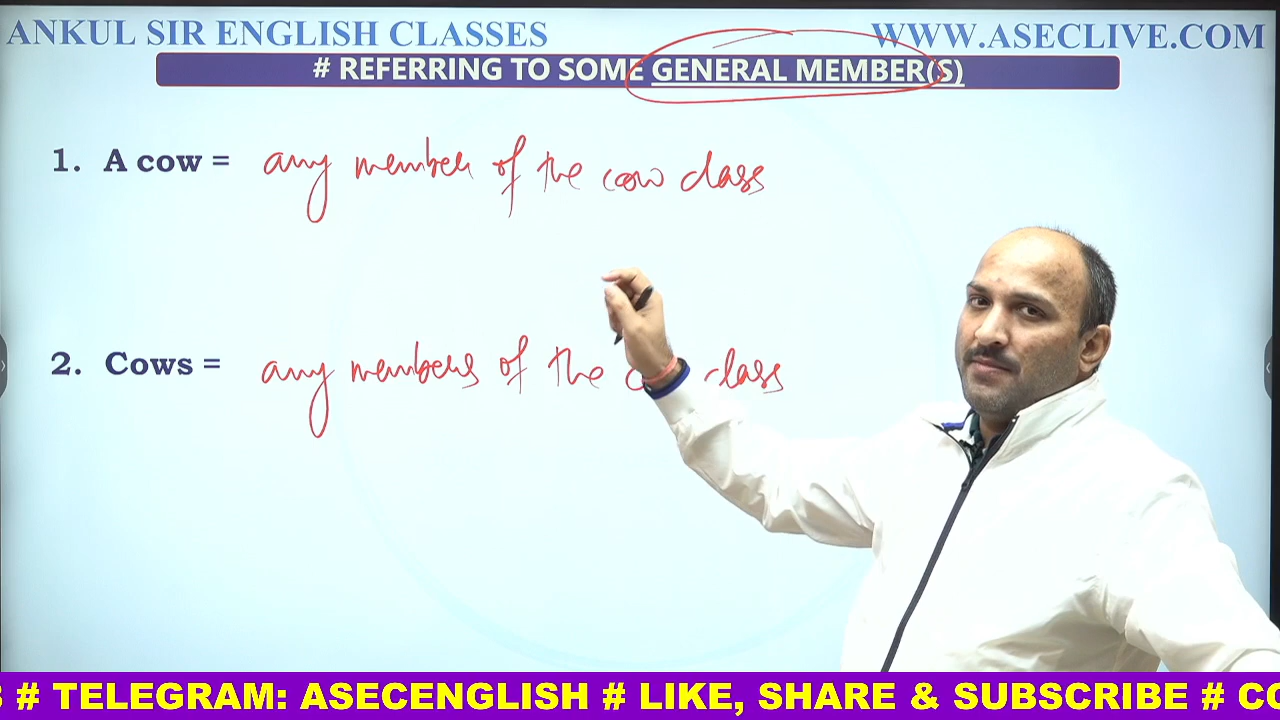 ANKUL SIR ENGLISH CLASSES
WWW.ASECLIVE.COM
# REFERRING TO SOME GENERAL MEMBER(S)
1. A cow = any member of the cow class
2. Cows = any members of the class
# TELEGRAM: ASECENGLISH # LIKE, SHARE & SUBSCRIBE #